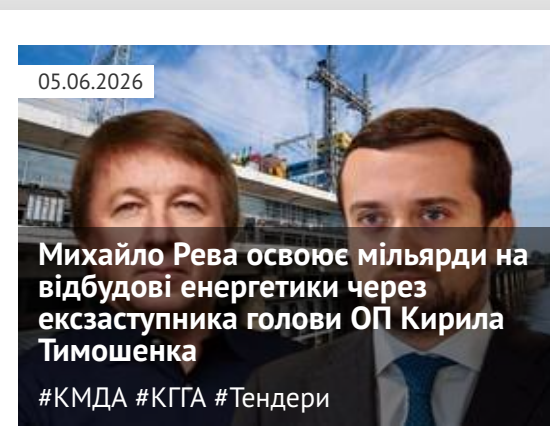 05.06.2026
Михайло Рева освоює мільярди на
відбудові енергетики через
ексзаступника голови ОП Кирила
Тимошенка
#КМДА #КГГА #Тендери